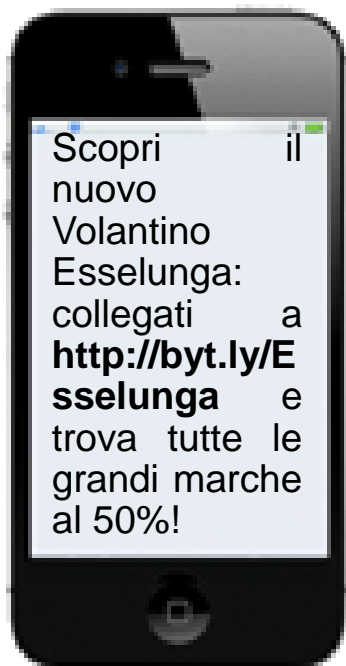 Scopri il
nuovo
Volantino
Esselunga:
collegati a
http://byt.ly/E
sselunga e
trova tutte le
grandi marche
al 50%!